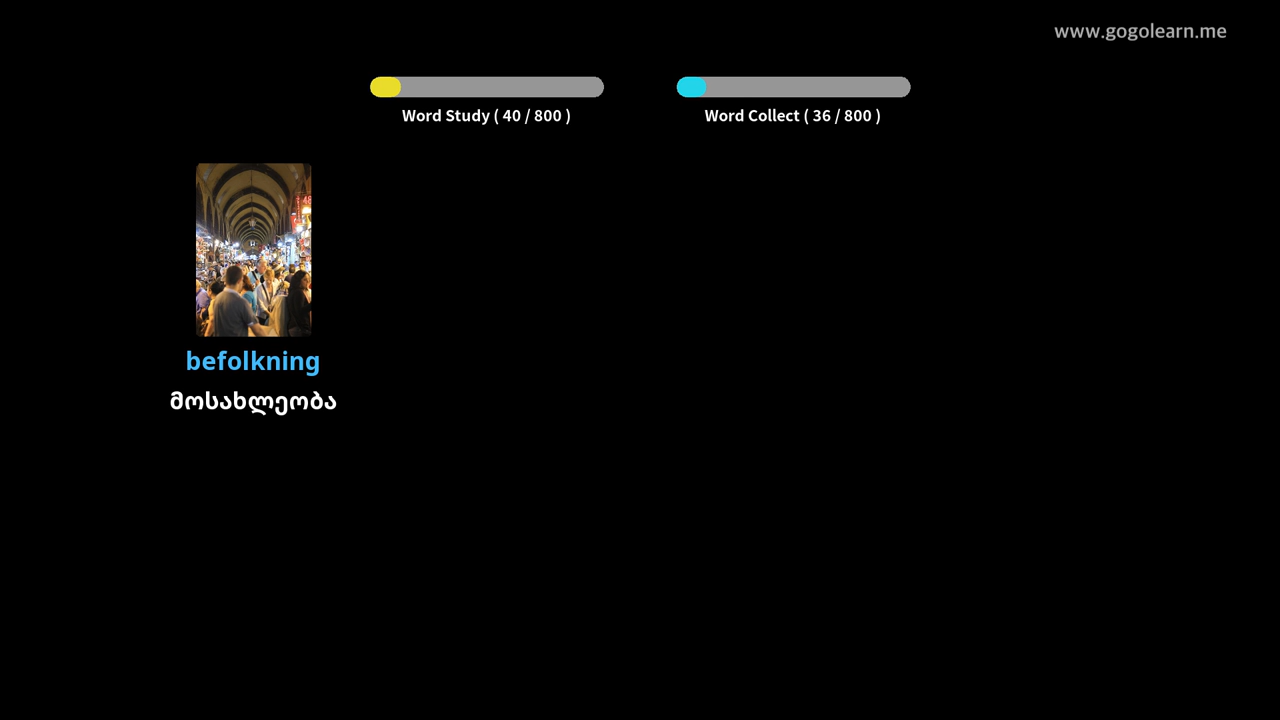 www.gogolearn.me
Word Study ( 40 / 800 )
Word Collect ( 36 / 800 )
befolkning
მოსახლეობა